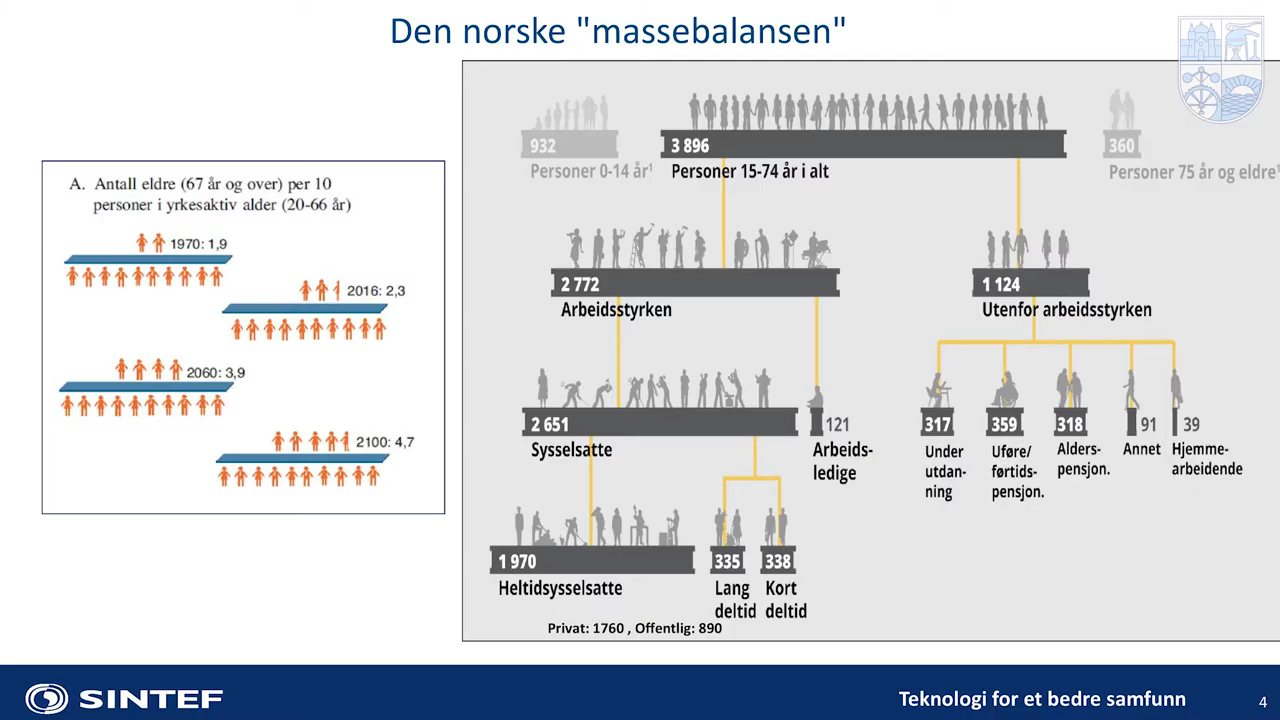 Den norske "massebalansen"
A. Antall eldre (67 år og over) per 10
personer i yrkesaktiv alder (20-66 år)
1970: 1,9
2016: 2,3
2060: 3,9
2100: 4,7
932
Personer 0-14 år¹
3 896
Personer 15-74 år i alt
360
Personer 75 år og eldre¹
2 772
Arbeidsstyrken
1 124
Utenfor arbeidsstyrken
2 651
Sysselsatte
121
Arbeids-
ledige
317
Under
utdan-
ning
359
Uføre/
førtids-
pensjon.
318
Alders-
pensjon.
91
Annet
39
Hjemme-
arbeidende
1 970
Heltidsysselsatte
335
Lang
deltid
338
Kort
deltid
Privat: 1760 , Offentlig: 890
SINTEF
Teknologi for et bedre samfunn
4